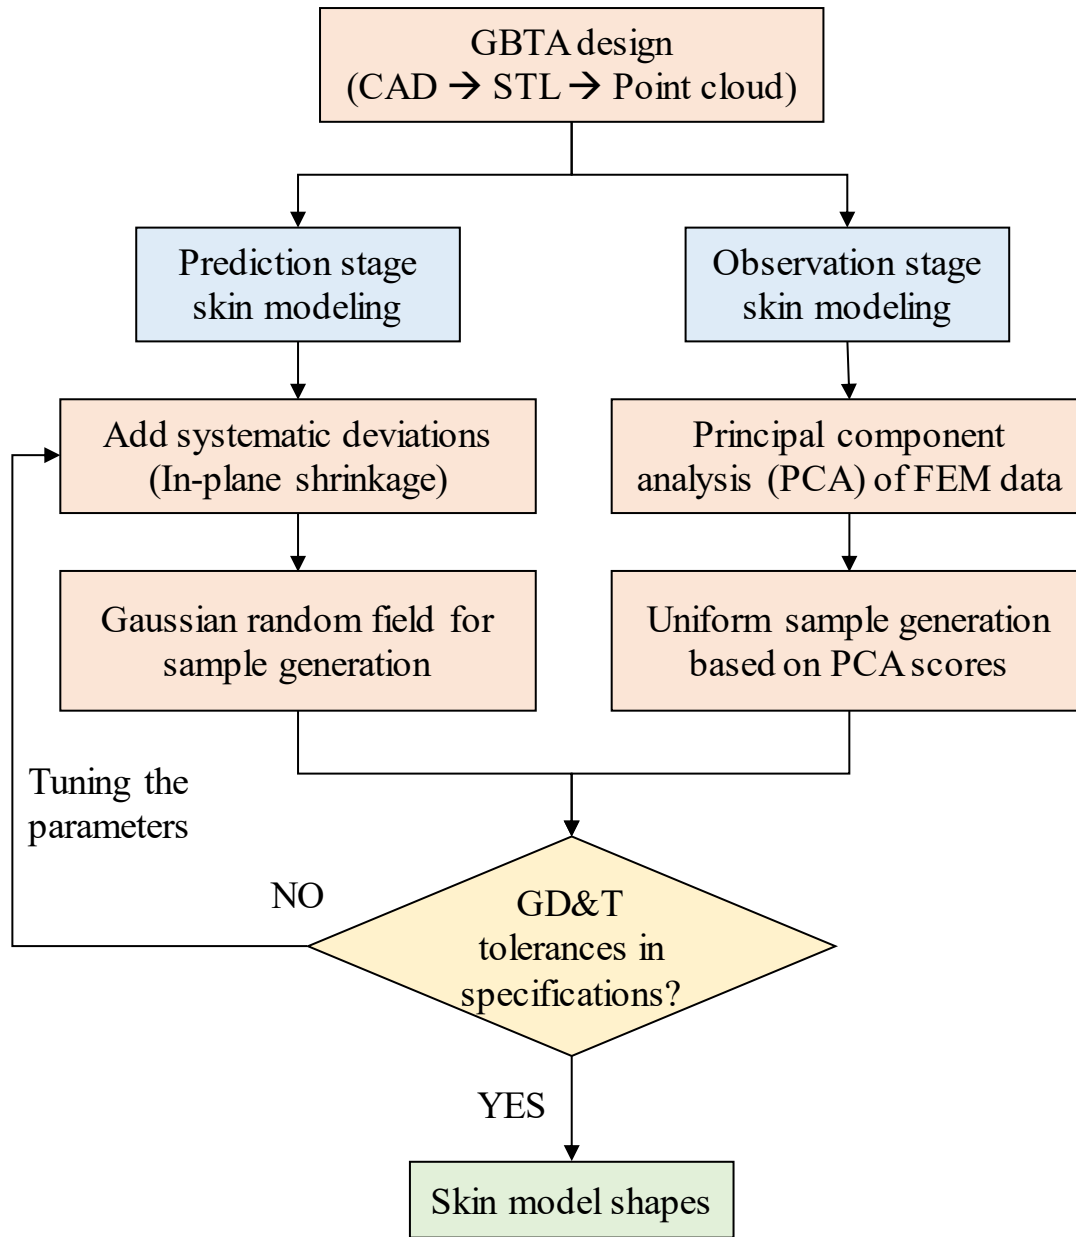 GBTA design
(CAD → STL → Point cloud)
Prediction stage
skin modeling
Observation stage
skin modeling
Add systematic deviations
(In-plane shrinkage)
Principal component
analysis (PCA) of FEM data
Gaussian random field for
sample generation
Uniform sample generation
based on PCA scores
Tuning the
parameters
NO
GD&T
tolerances in
specifications?
YES
Skin model shapes